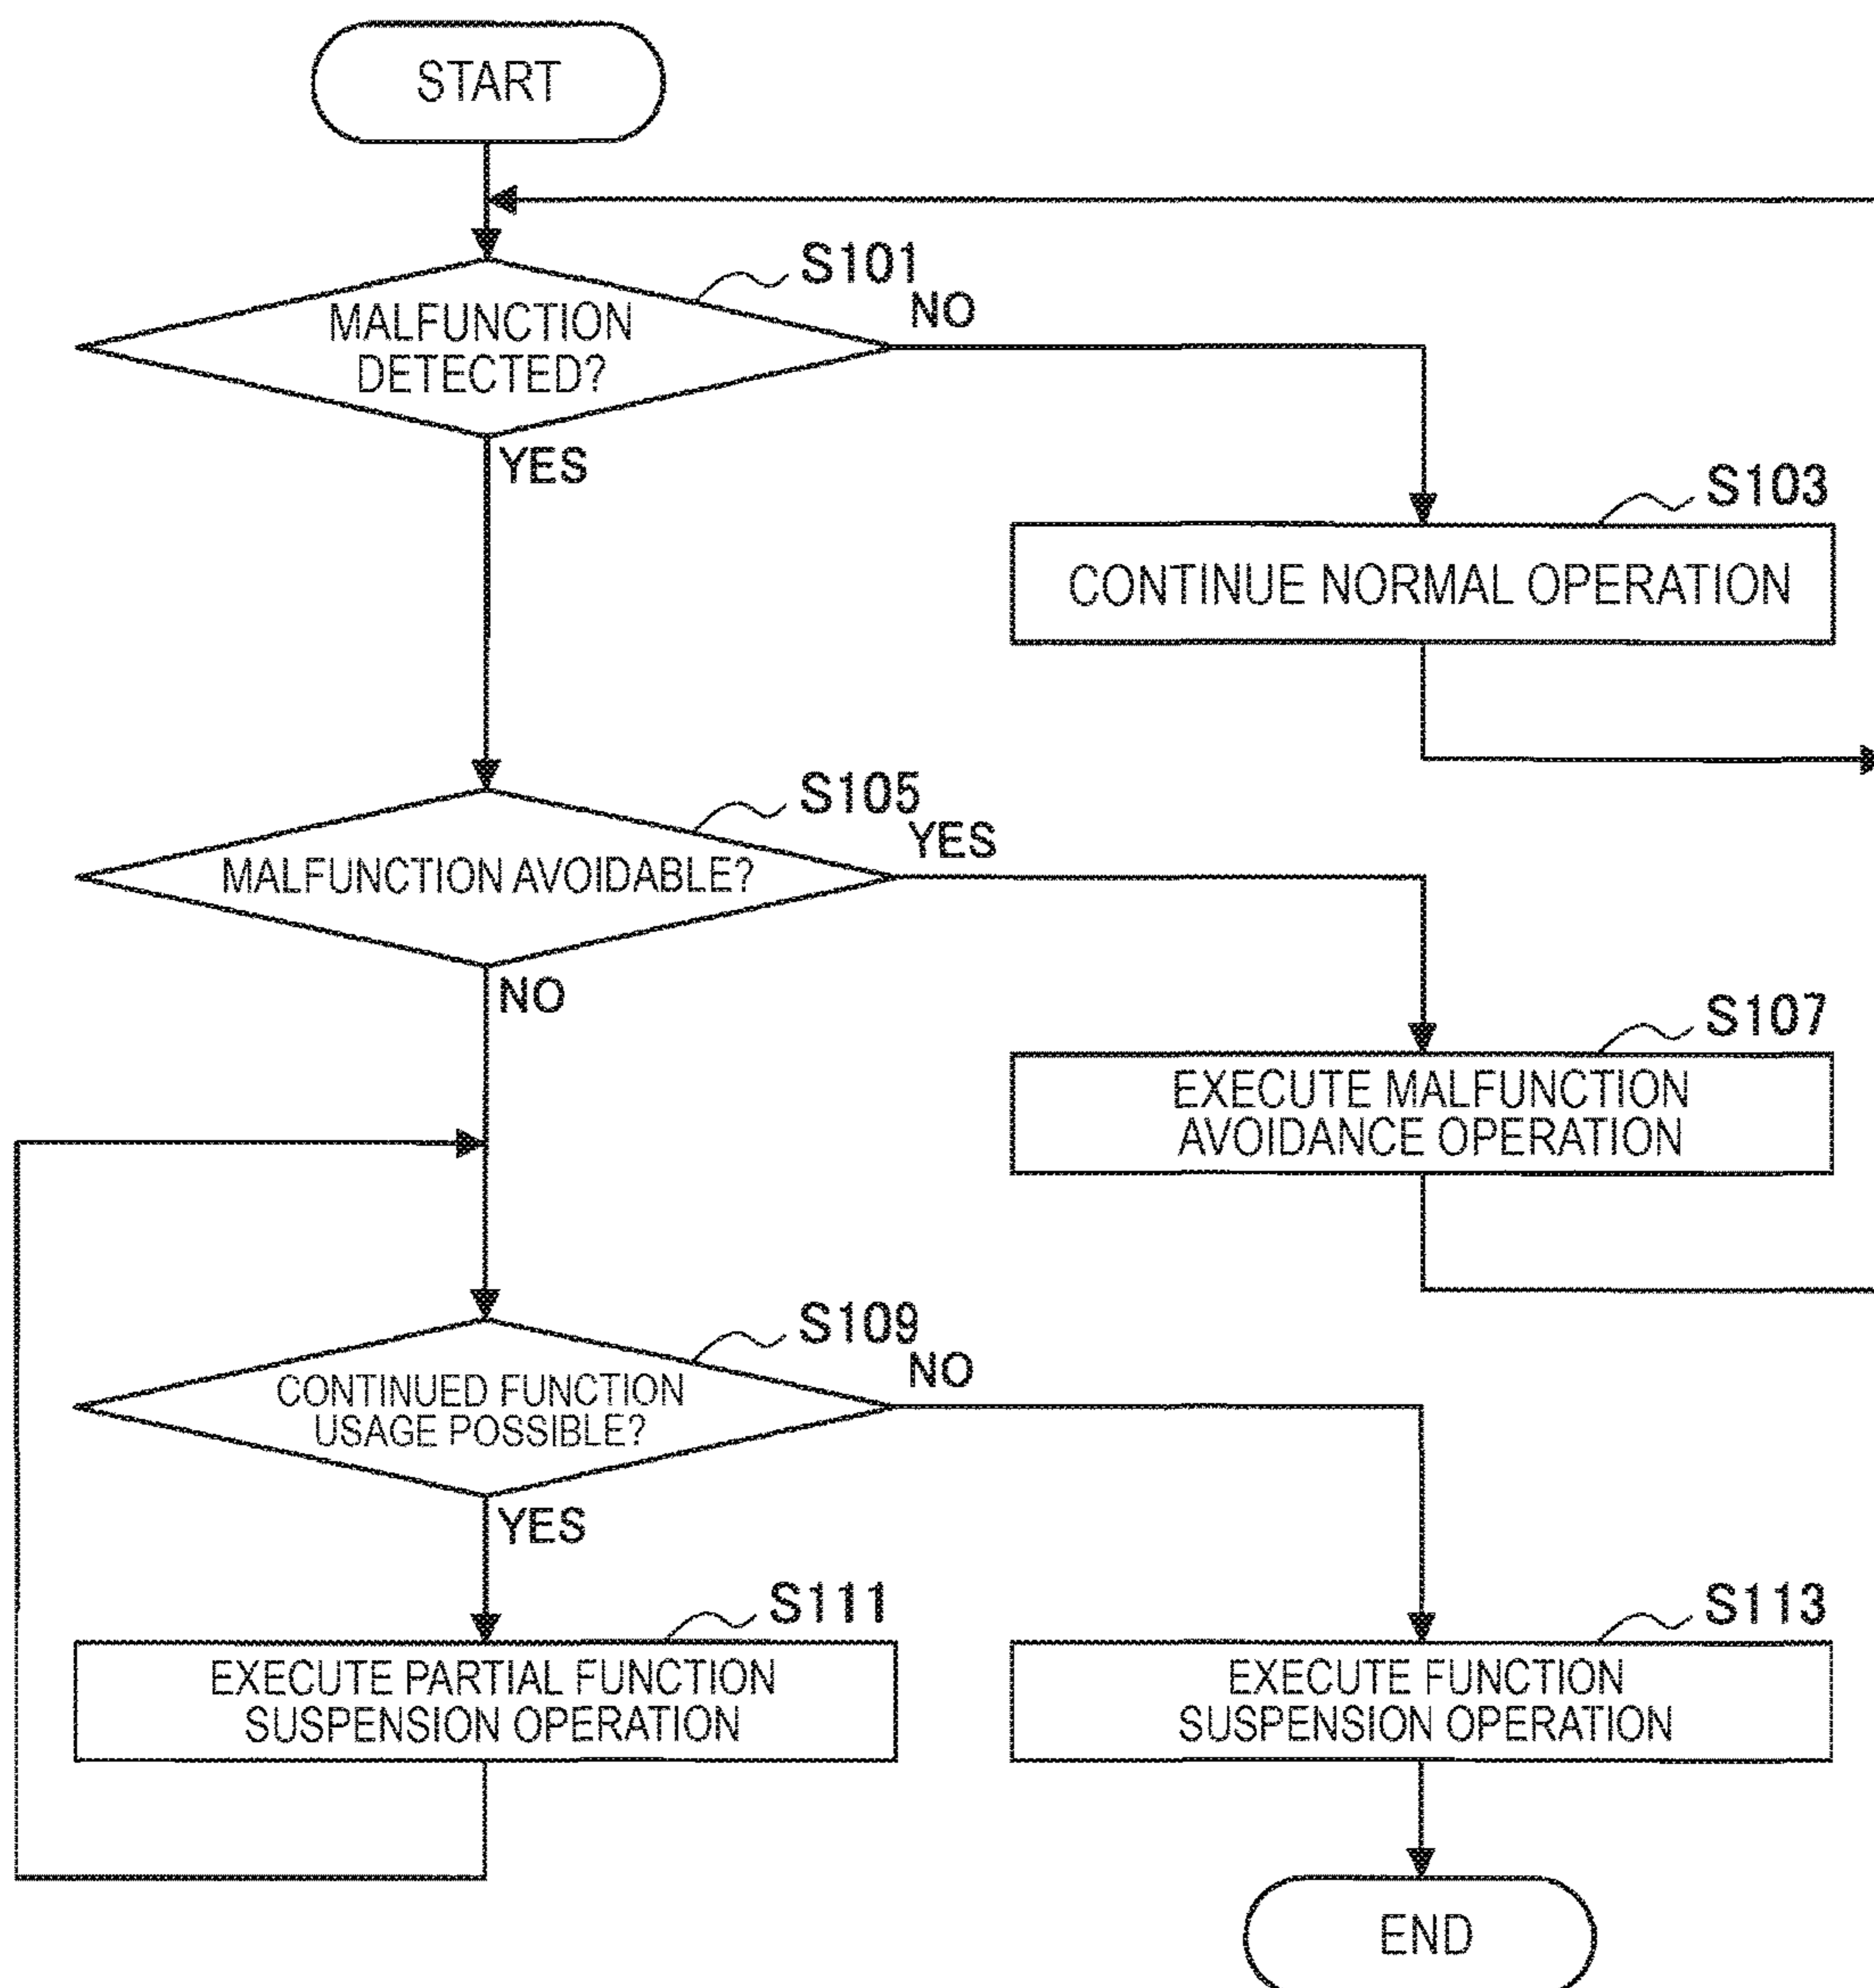 START
S101
NO
MALFUNCTION
DETECTED?
YES
S103
CONTINUE NORMAL OPERATION
S105
YES
MALFUNCTION AVOIDABLE?
NO
S107
EXECUTE MALFUNCTION
AVOIDANCE OPERATION
S109
NO
CONTINUED FUNCTION
USAGE POSSIBLE?
YES
S111
EXECUTE PARTIAL FUNCTION
SUSPENSION OPERATION
S113
EXECUTE FUNCTION
SUSPENSION OPERATION
END